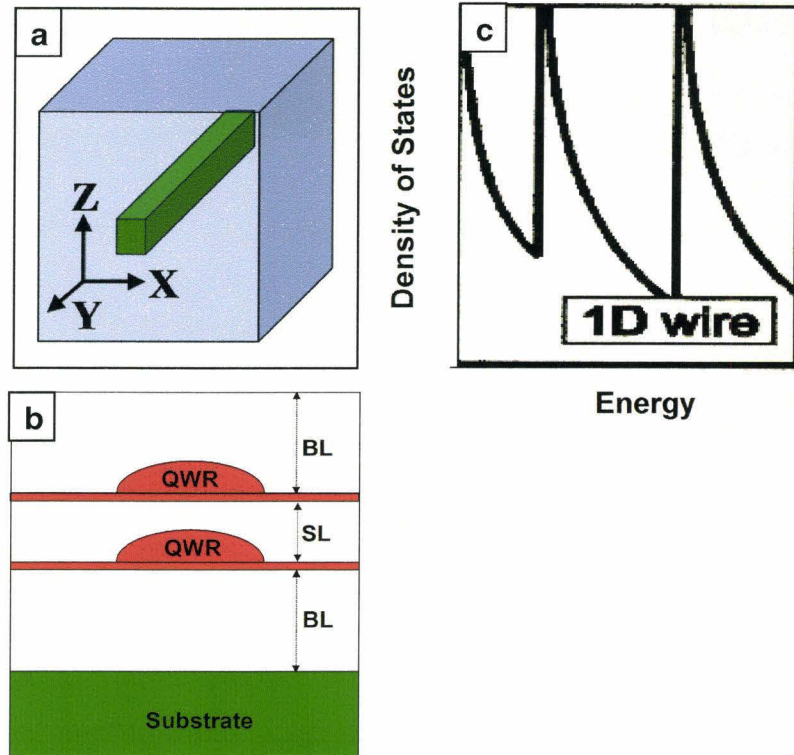 a
Z
X
Y
c
Density of States
1D wire
Energy
b
BL
QWR
SL
QWR
BL
Substrate